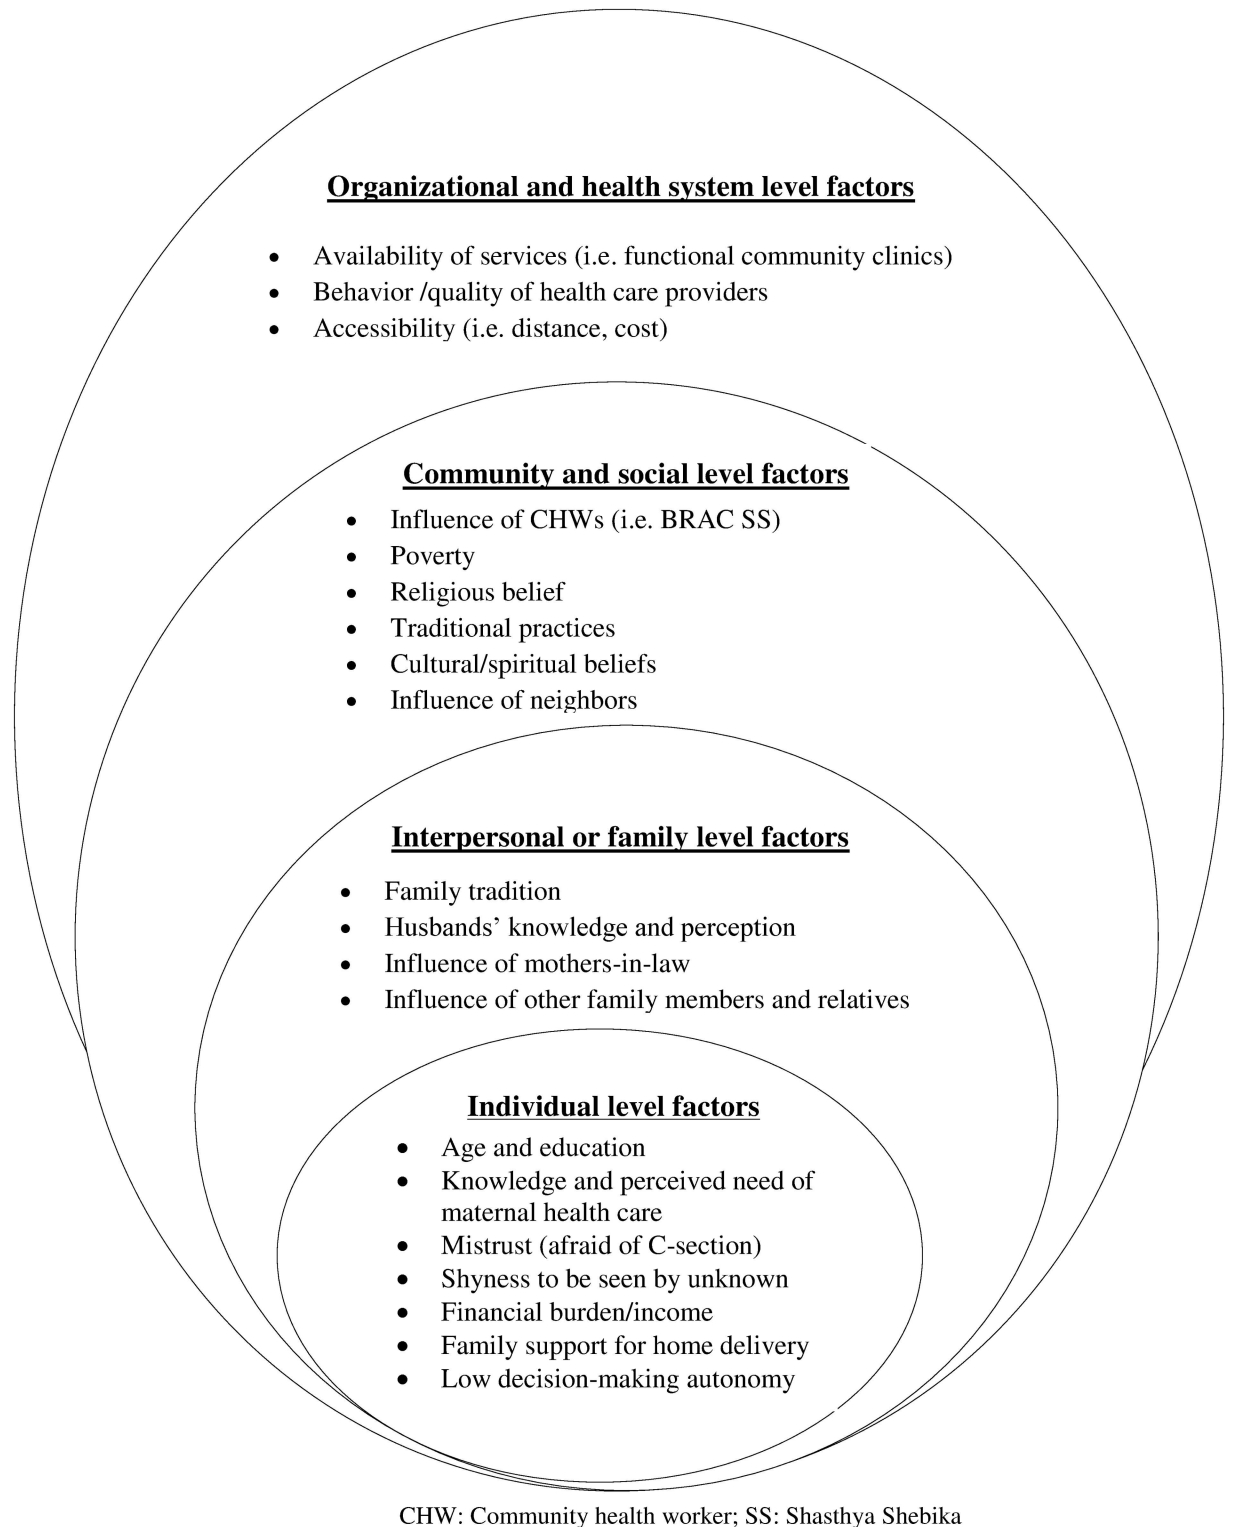 Organizational and health system level factors
• Availability of services (i.e. functional community clinics)
• Behavior /quality of health care providers
• Accessibility (i.e. distance, cost)
Community and social level factors
• Influence of CHWs (i.e. BRAC SS)
• Poverty
• Religious belief
• Traditional practices
• Cultural/spiritual beliefs
• Influence of neighbors
Interpersonal or family level factors
• Family tradition
• Husbands’ knowledge and perception
• Influence of mothers-in-law
• Influence of other family members and relatives
Individual level factors
• Age and education
• Knowledge and perceived need of
maternal health care
• Mistrust (afraid of C-section)
• Shyness to be seen by unknown
• Financial burden/income
• Family support for home delivery
• Low decision-making autonomy
CHW: Community health worker; SS: Shasthya Shebika